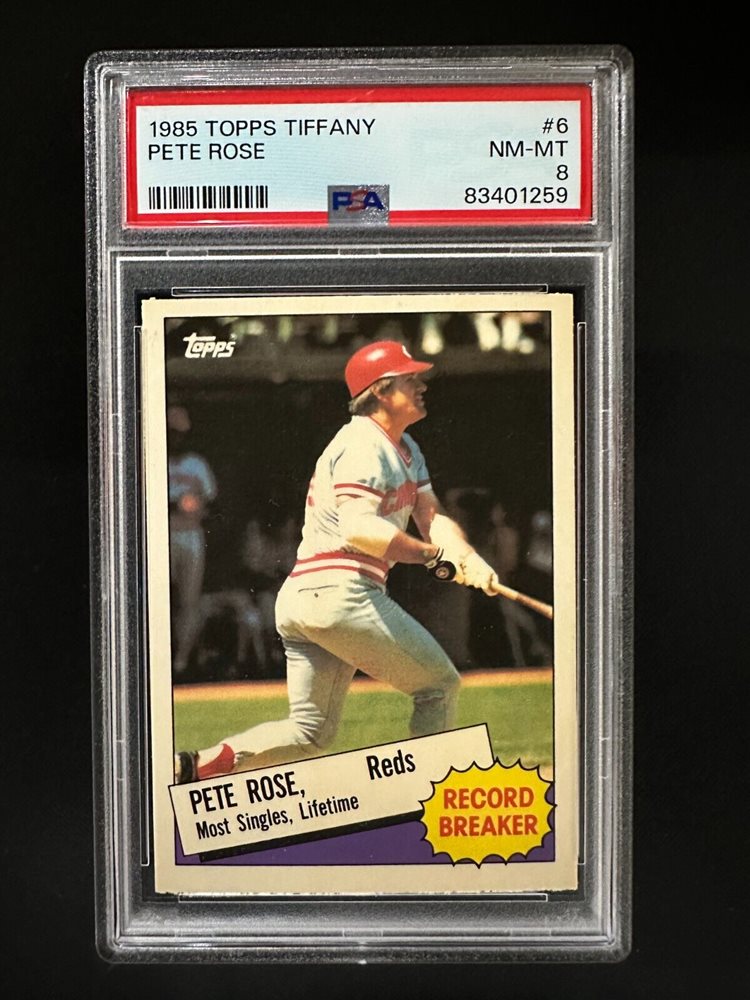 1985 TOPPS TIFFANY #6
PETE ROSE NM-MT
8
PSA 83401259
Topps
PETE ROSE, Reds
Most Singles, Lifetime
RECORD
BREAKER